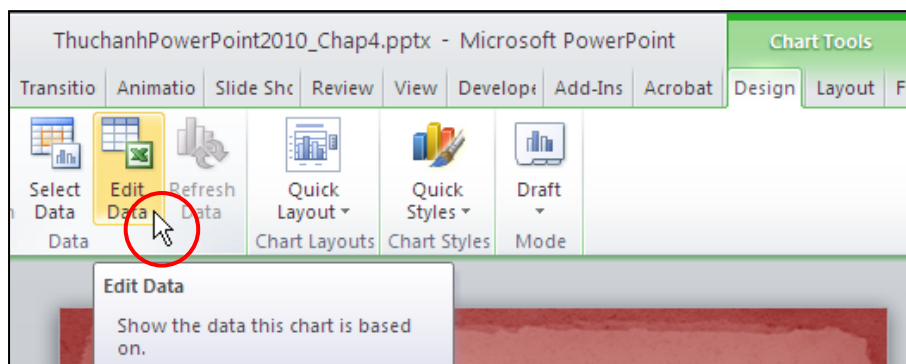 ThuchanhPowerPoint2010_Chap4.pptx - Microsoft PowerPoint Chart Tools
Transitio Animatio Slide Shc Review View Develope Add-Ins Acrobat Design Layout F
Select Edit Refresh Quick Quick Draft
Data Data Data Layout Styles
Data Chart Layouts Chart Styles Mode
Edit Data
Show the data this chart is based
on.